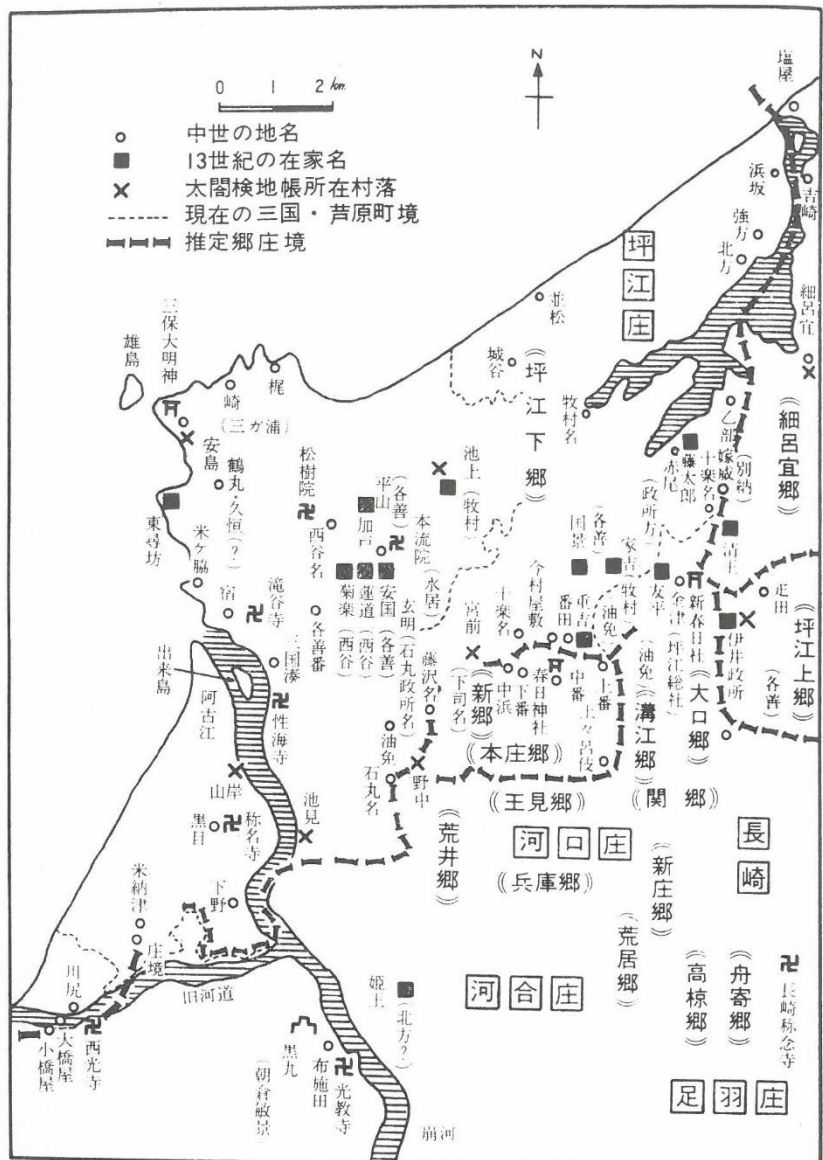 0 1 2 km.
N
中世の地名
13世紀の在家名
太閤検地帳所在村落
現在の三国・芦原町境
推定郷庄境
塩屋
浜坂
吉崎
強方
北方
細呂宜
坪江庄
並松
城谷
《坪江下郷》
牧村名
《細呂宜郷》
乙部
(別納)
嫁威
十楽名
藤太郎
赤尾
(政所方)
清王
疋田
《坪江上郷》
(各善)
伊井政所
新春日社
《大口郷》
金津(坪江総社)
友平
(油免)
《溝江郷》
《関郷》
家吉(牧村)
(各善)
国景
重吉
油免
上番
番田
今村屋敷
中番
春日神社
下番
中浜
十楽名
宮前
(下司名)
《新郷》
《本庄郷》
《王見郷》
三保大明神
雄島
崎
梶
(三が浦)
安島
東尋坊
鶴丸・久恒(?)
米ケ脇
宿
滝谷寺
三国湊
出来島
阿古江
性海寺
山岸
黒目
称名寺
池見
米納津
下野
庄境
川尻
旧河道
大橋屋
小橋屋
西光寺
松樹院
西谷名
各善番
平山
(各善)
加戸
本流院
(水居)
池上(牧村)
菊楽(西谷)
蓮道(西谷)
安国(各善)
玄明(石丸政所名)
藤沢名
油免
石丸名
野中
《荒井郷》
河口庄
《兵庫郷》
長崎
《新庄郷》
《荒居郷》
《高椋郷》
《舟寄郷》
長崎称念寺
河合庄
足羽庄
姫王
(北方?)
黒丸
(朝倉敏景)
布施田
光教寺
崩河